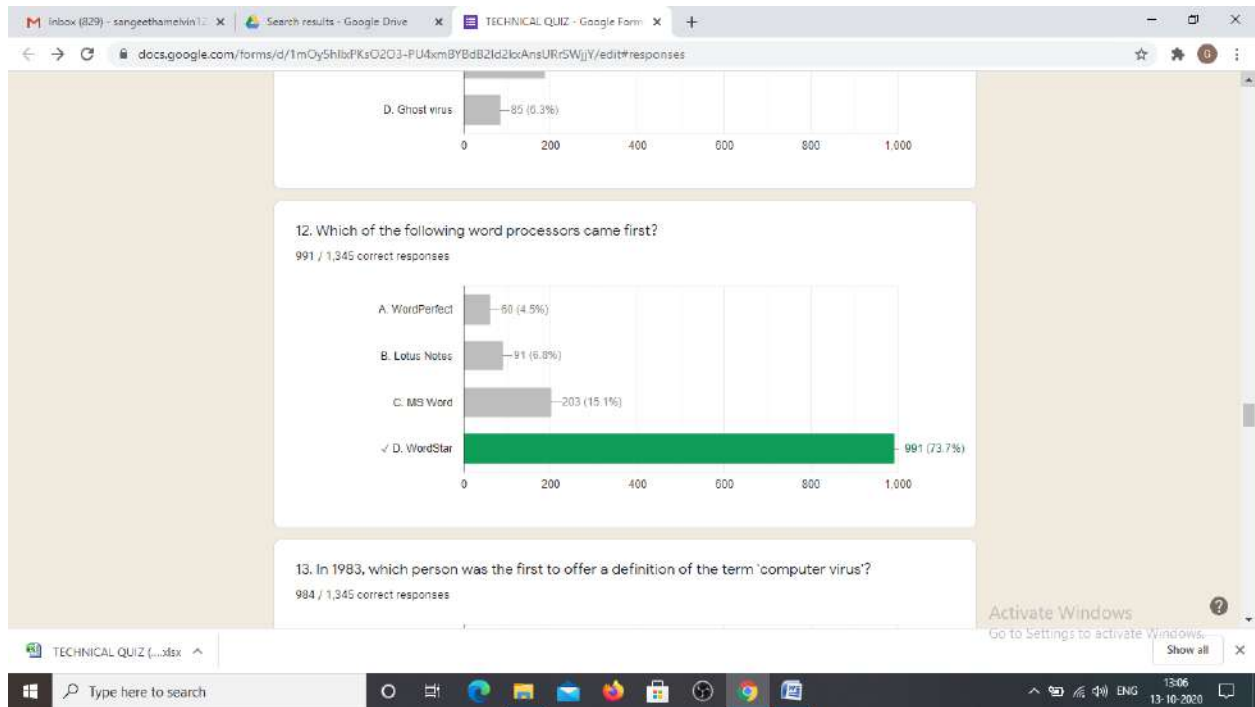 Inbox (829) - sangeethamelvin12
Search results - Google Drive
TECHNICAL QUIZ - Google Form
docs.google.com/forms/d/
/edit#responses
G
D. Ghost virus
85 (6.3%)
0 200 400 600 800 1,000
12. Which of the following word processors came first?
991 / 1,345 correct responses
A. WordPerfect
60 (4.5%)
B. Lotus Notes
91 (6.8%)
C. MS Word
203 (15.1%)
✓ D. WordStar
991 (73.7%)
0 200 400 600 800 1,000
13. In 1983, which person was the first to offer a definition of the term 'computer virus'?
984 / 1,345 correct responses
Activate Windows
Go to Settings to activate Windows.
TECHNICAL QUIZ (....xlsx
Show all
Type here to search
ENG
13:06
13-10-2020